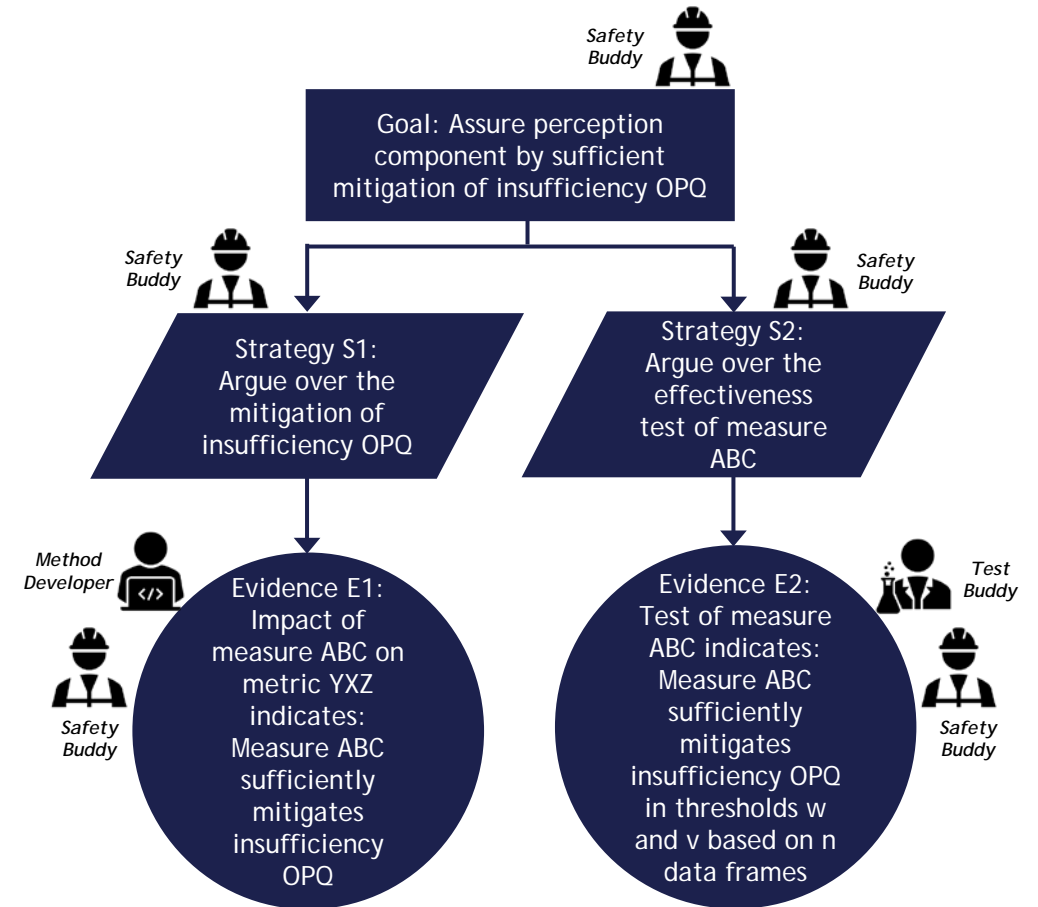 Safety
Buddy
Goal: Assure perception
component by sufficient
mitigation of insufficiency OPQ
Safety
Buddy
Safety
Buddy
Strategy S1:
Argue over the
mitigation of
insufficiency OPQ
Strategy S2:
Argue over the
effectiveness
test of measure
ABC
Method
Developer
</>
Safety
Buddy
Evidence E1:
Impact of
measure ABC on
metric YXZ
indicates:
Measure ABC
sufficiently
mitigates
insufficiency
OPQ
Evidence E2:
Test of measure
ABC indicates:
Measure ABC
sufficiently
mitigates
insufficiency OPQ
in thresholds w
and v based on n
data frames
Test
Buddy
Safety
Buddy